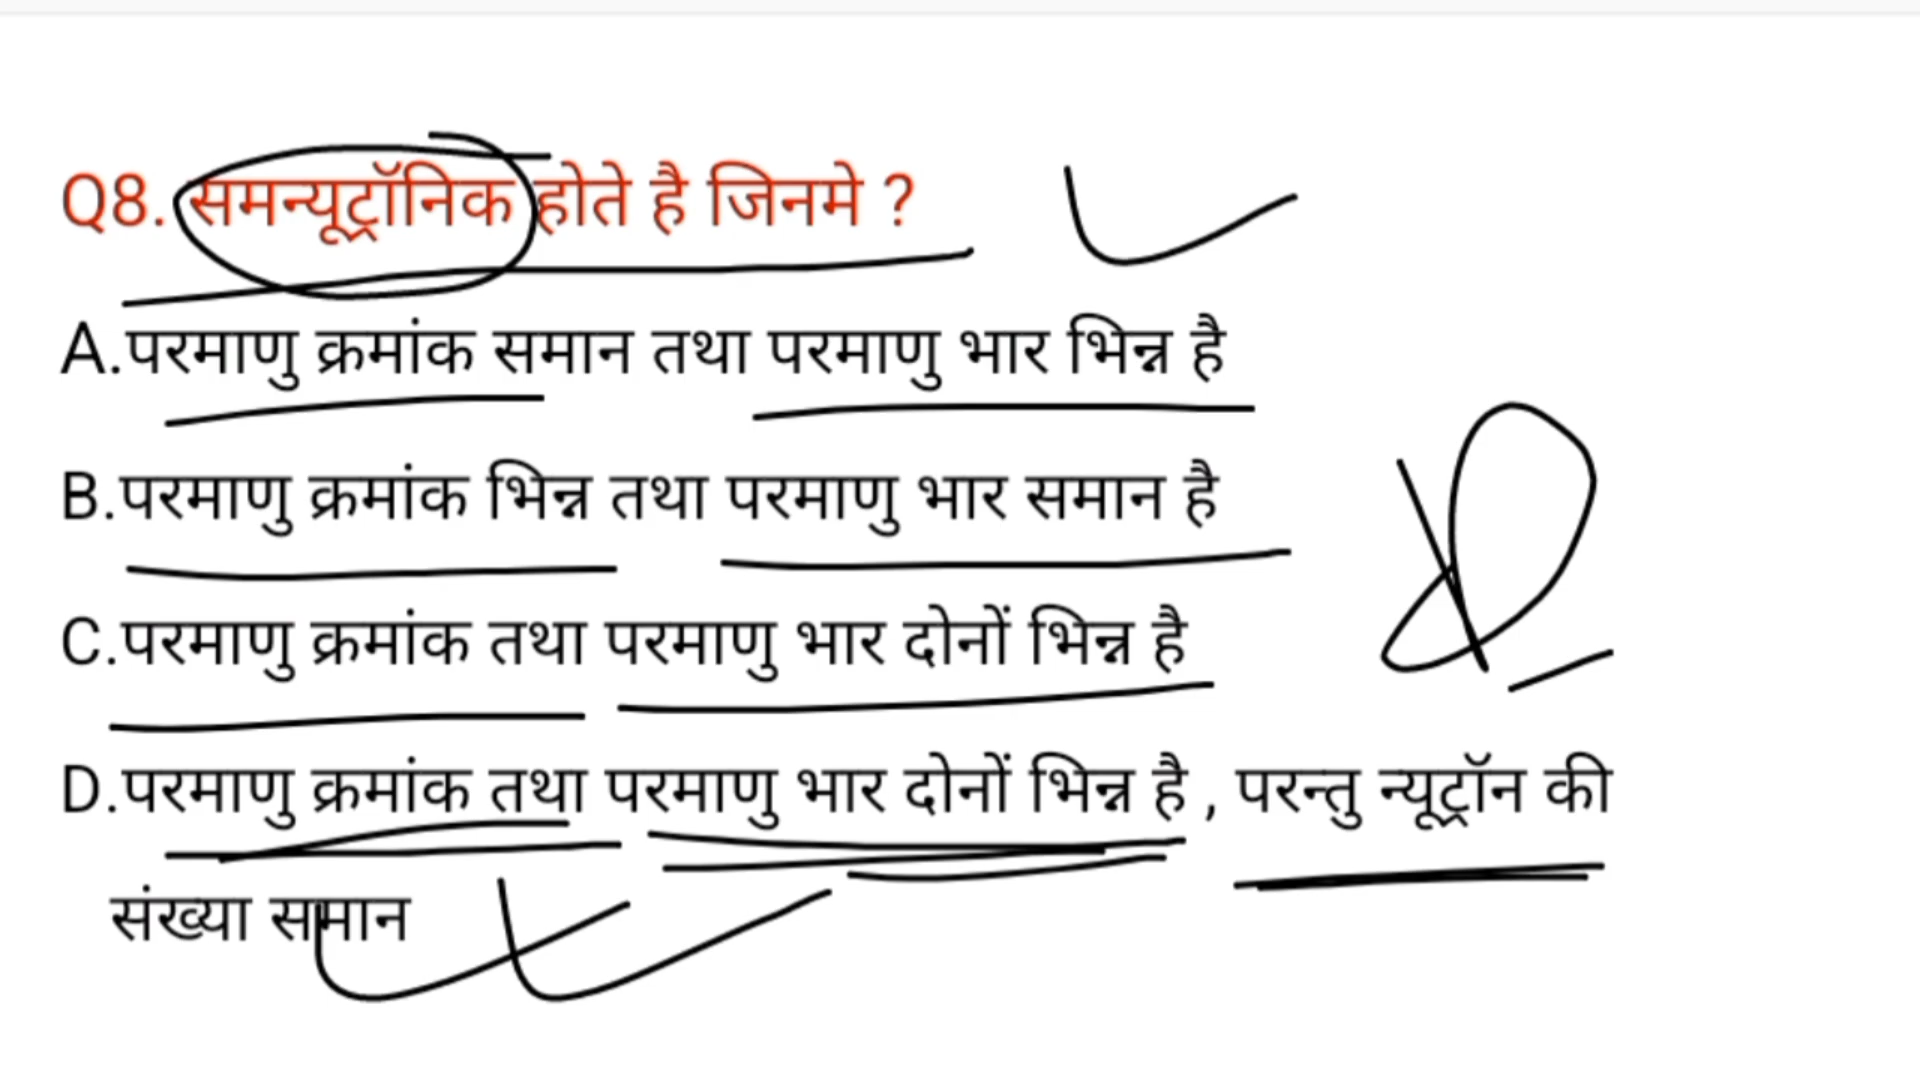 Q8. समन्यूट्रॉनिक होते है जिनमे ?
A.परमाणु क्रमांक समान तथा परमाणु भार भिन्न है
B.परमाणु क्रमांक भिन्न तथा परमाणु भार समान है
C.परमाणु क्रमांक तथा परमाणु भार दोनों भिन्न है
D.परमाणु क्रमांक तथा परमाणु भार दोनों भिन्न है , परन्तु न्यूट्रॉन की
संख्या समान